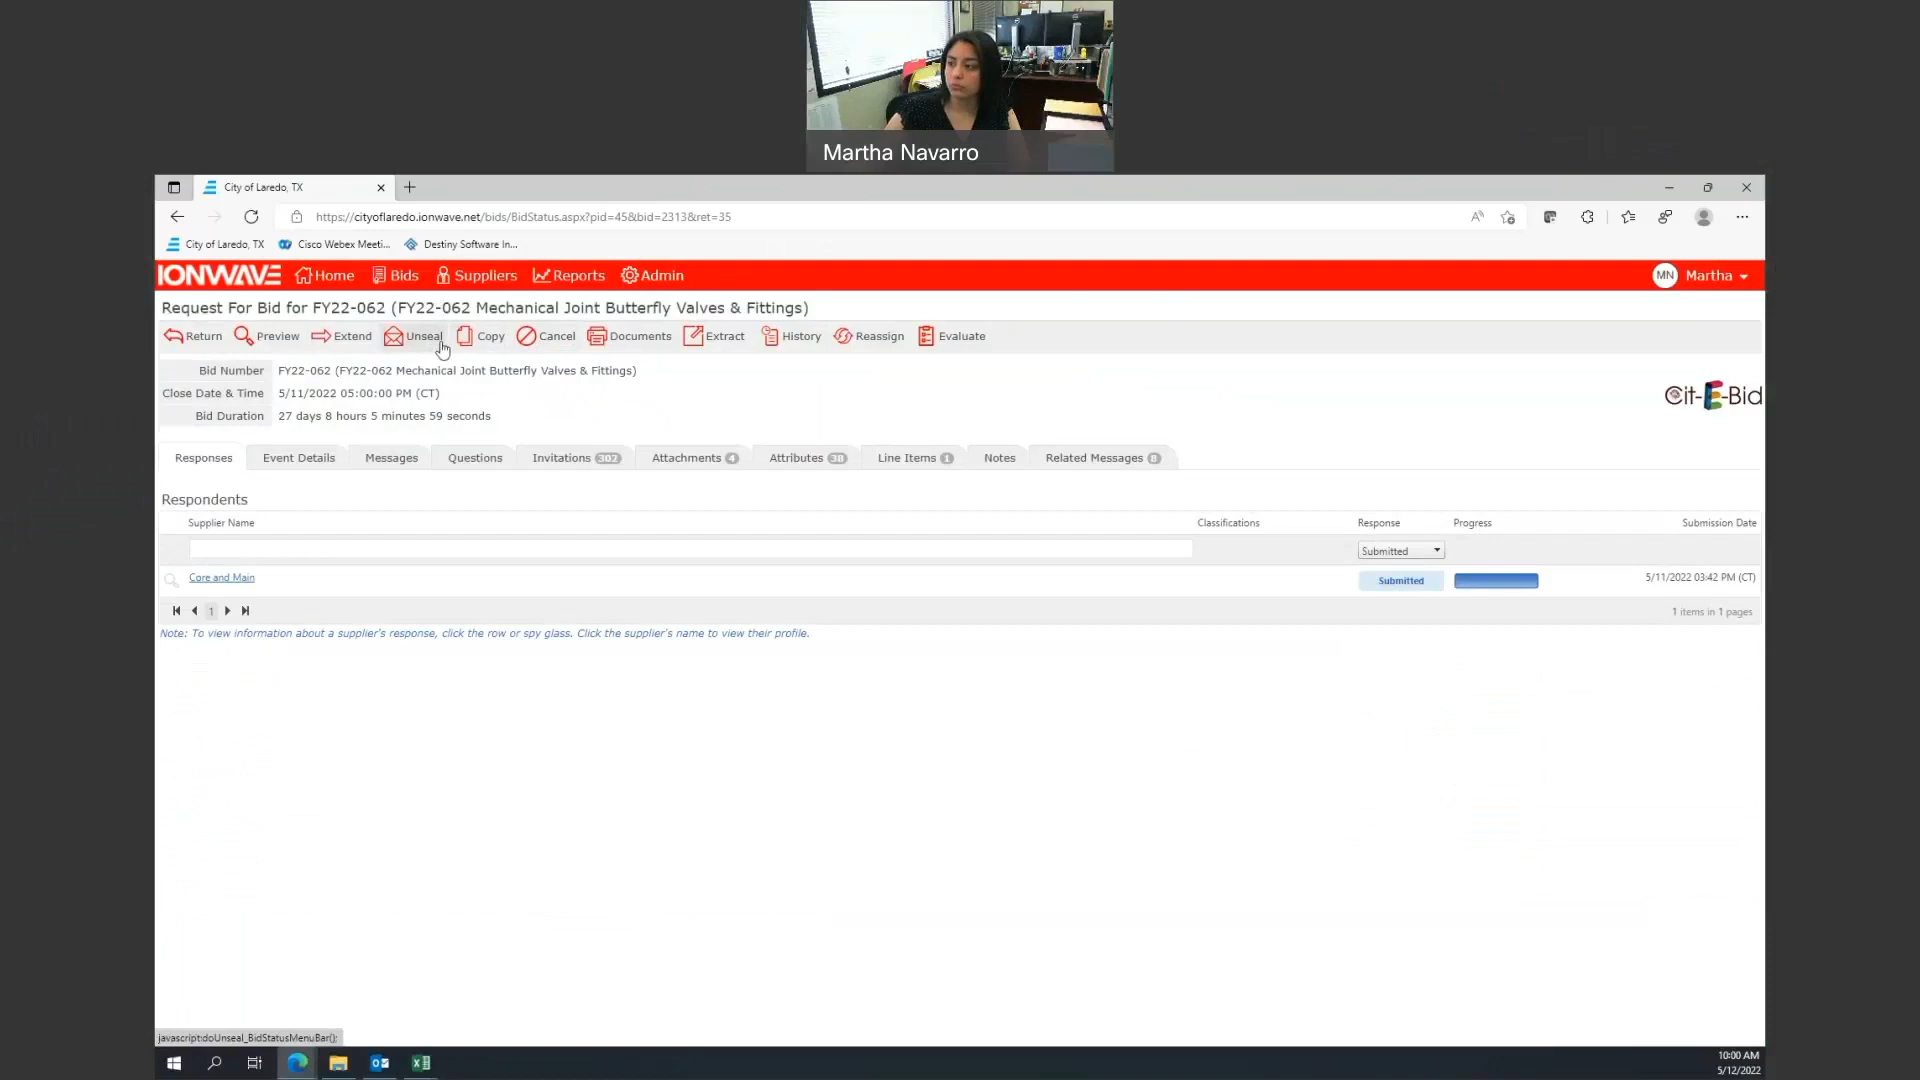 Martha Navarro
City of Laredo, TX
https://cityoflaredo.ionwave.net/bids/BidStatus.aspx?pid=45&bid=2313&ret=35
City of Laredo, TX Cisco Webex Meeti... Destiny Software In...
IONWAVE Home Bids Suppliers Reports Admin MN Martha
Request For Bid for FY22-062 (FY22-062 Mechanical Joint Butterfly Valves & Fittings)
Return Preview Extend Unseal Copy Cancel Documents Extract History Reassign Evaluate
Bid Number FY22-062 (FY22-062 Mechanical Joint Butterfly Valves & Fittings)
Close Date & Time 5/11/2022 05:00:00 PM (CT)
Cit-E-Bid
Bid Duration 27 days 8 hours 5 minutes 59 seconds
Responses Event Details Messages Questions Invitations 302 Attachments 4 Attributes 38 Line Items 1 Notes Related Messages 8
Respondents
Supplier Name Classifications Response Progress Submission Date
Submitted
Core and Main Submitted 5/11/2022 03:42 PM (CT)
1 1 items in 1 pages
Note: To view information about a supplier's response, click the row or spy glass. Click the supplier's name to view their profile.
javascript:doUnseal_BidStatusMenuBar();
10:00 AM
5/12/2022